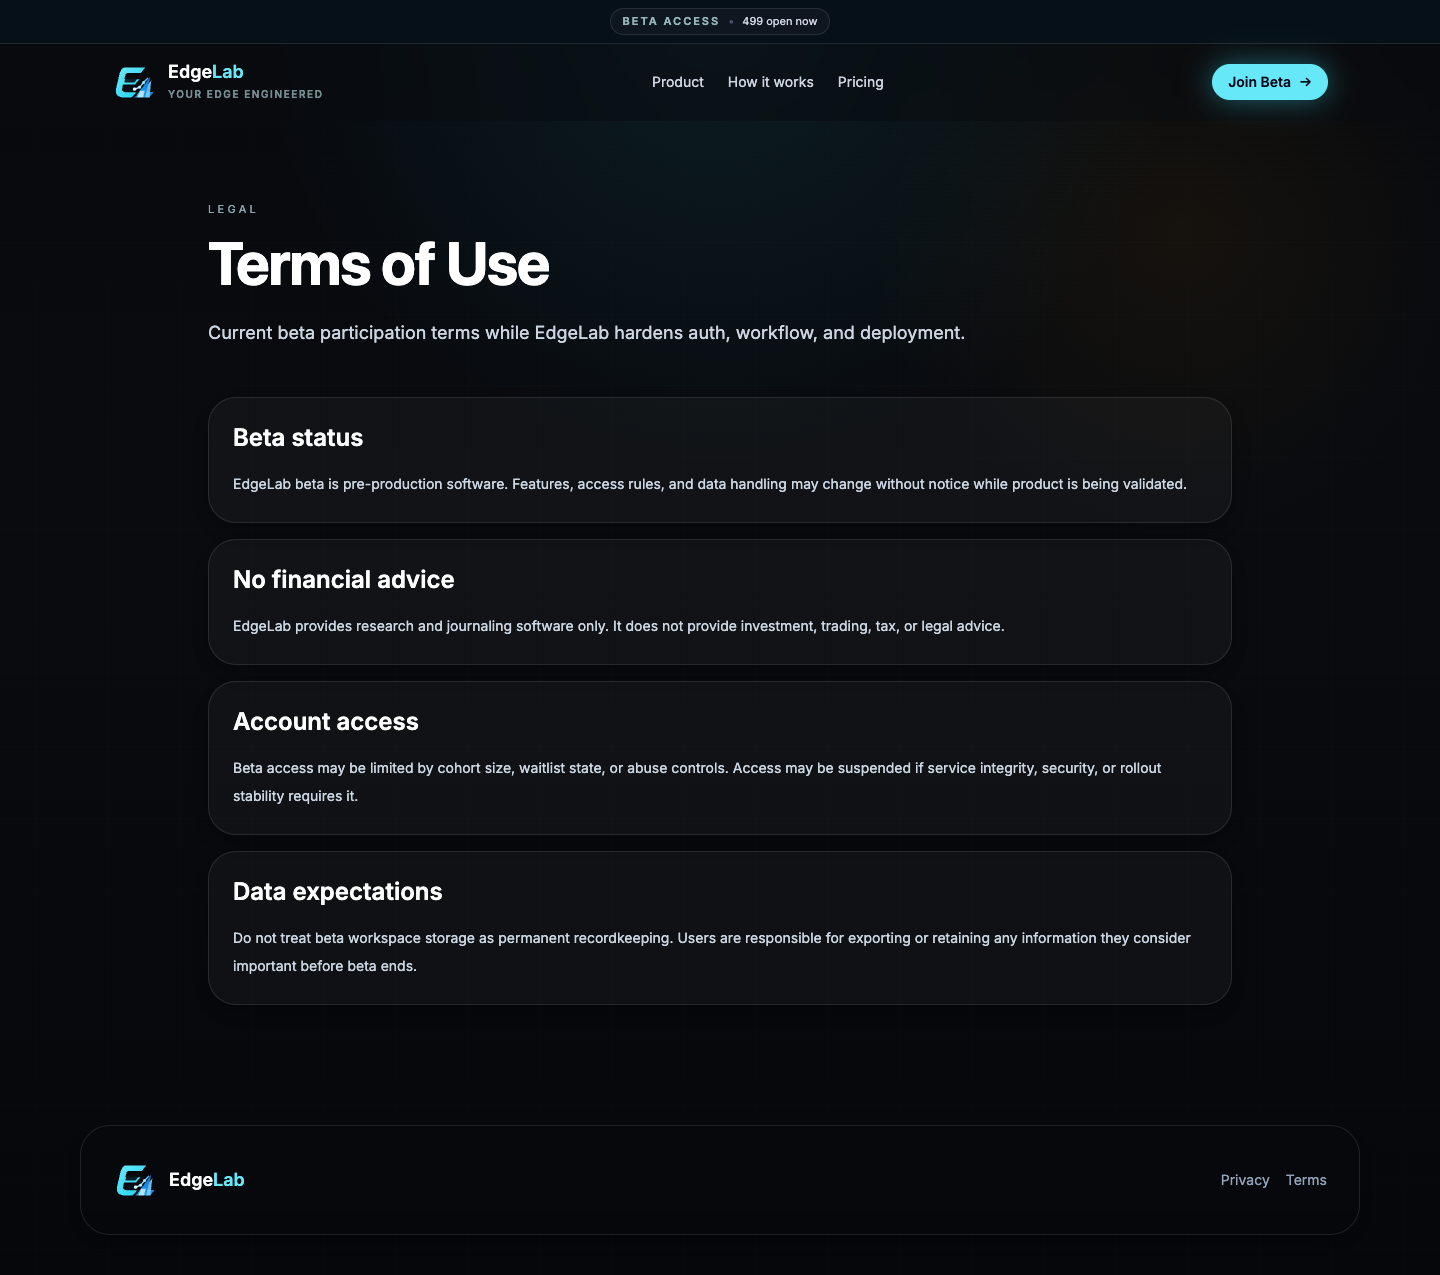 BETA ACCESS • 499 open now
EdgeLab
YOUR EDGE ENGINEERED
Product How it works Pricing
Join Beta →
LEGAL
Terms of Use
Current beta participation terms while EdgeLab hardens auth, workflow, and deployment.
Beta status
EdgeLab beta is pre-production software. Features, access rules, and data handling may change without notice while product is being validated.
No financial advice
EdgeLab provides research and journaling software only. It does not provide investment, trading, tax, or legal advice.
Account access
Beta access may be limited by cohort size, waitlist state, or abuse controls. Access may be suspended if service integrity, security, or rollout
stability requires it.
Data expectations
Do not treat beta workspace storage as permanent recordkeeping. Users are responsible for exporting or retaining any information they consider
important before beta ends.
EdgeLab
Privacy Terms